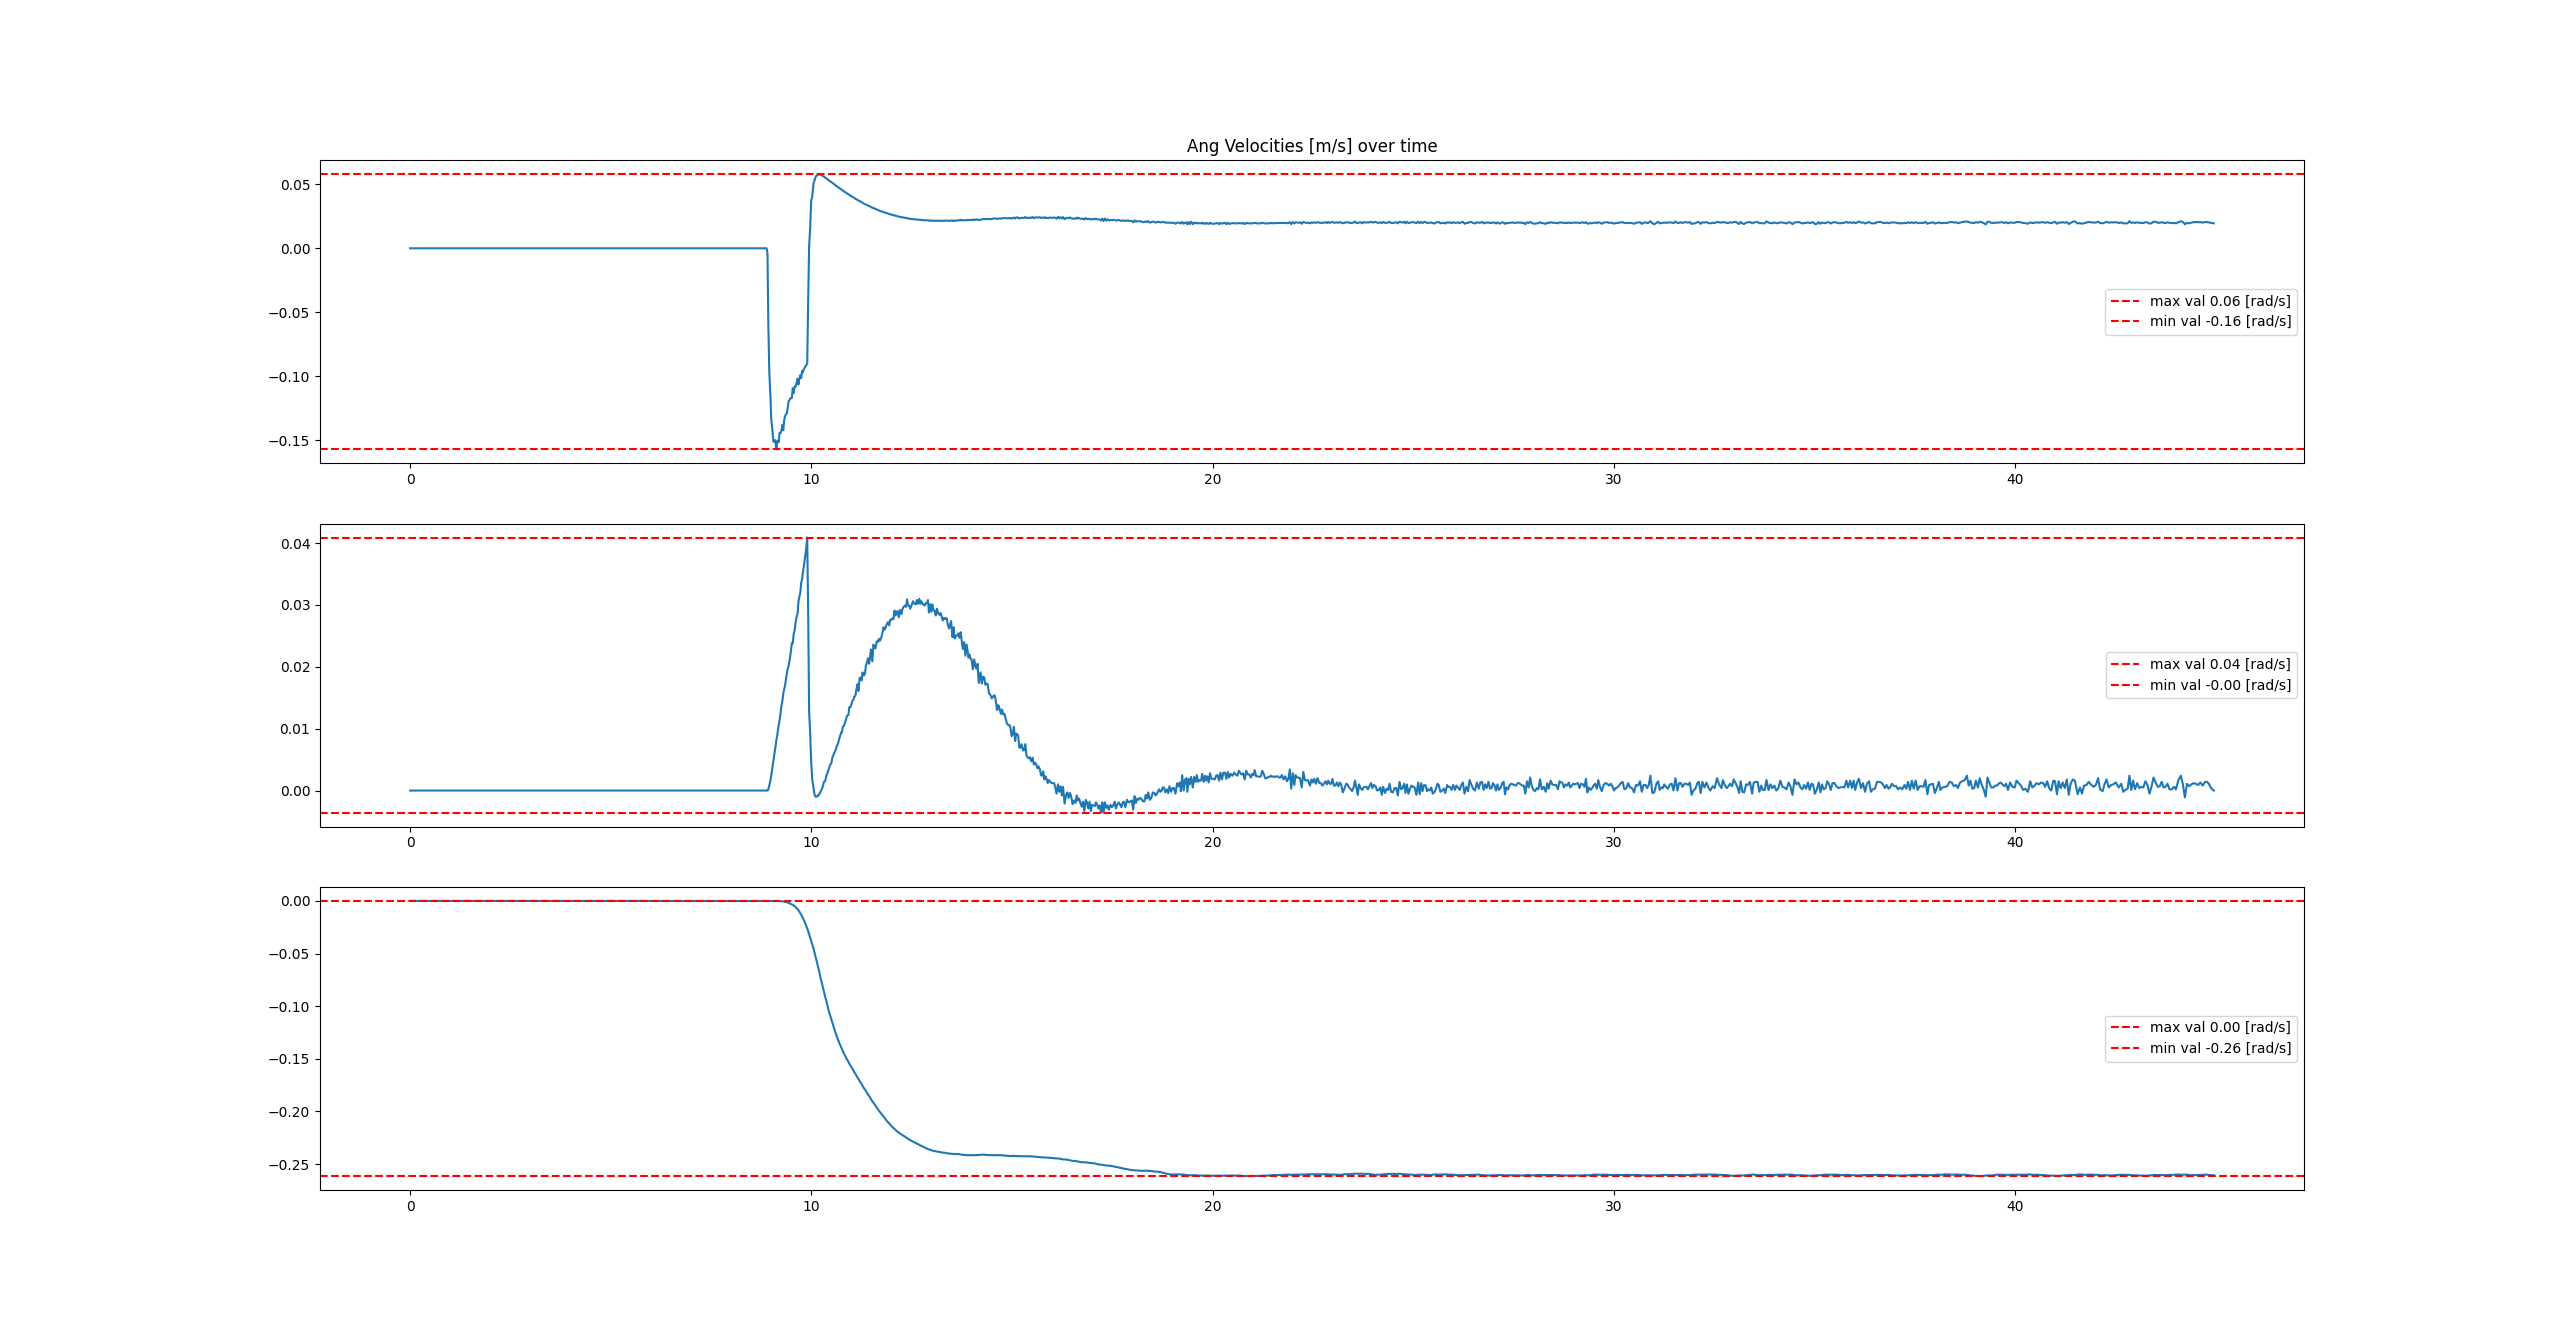 Ang Velocities [m/s] over time
0.05
0.00
−0.05
−0.10
−0.15
max val 0.06 [rad/s]
min val -0.16 [rad/s]
0 10 20 30 40
0.04
0.03
0.02
0.01
0.00
max val 0.04 [rad/s]
min val -0.00 [rad/s]
0 10 20 30 40
0.00
−0.05
−0.10
−0.15
−0.20
−0.25
max val 0.00 [rad/s]
min val -0.26 [rad/s]
0 10 20 30 40